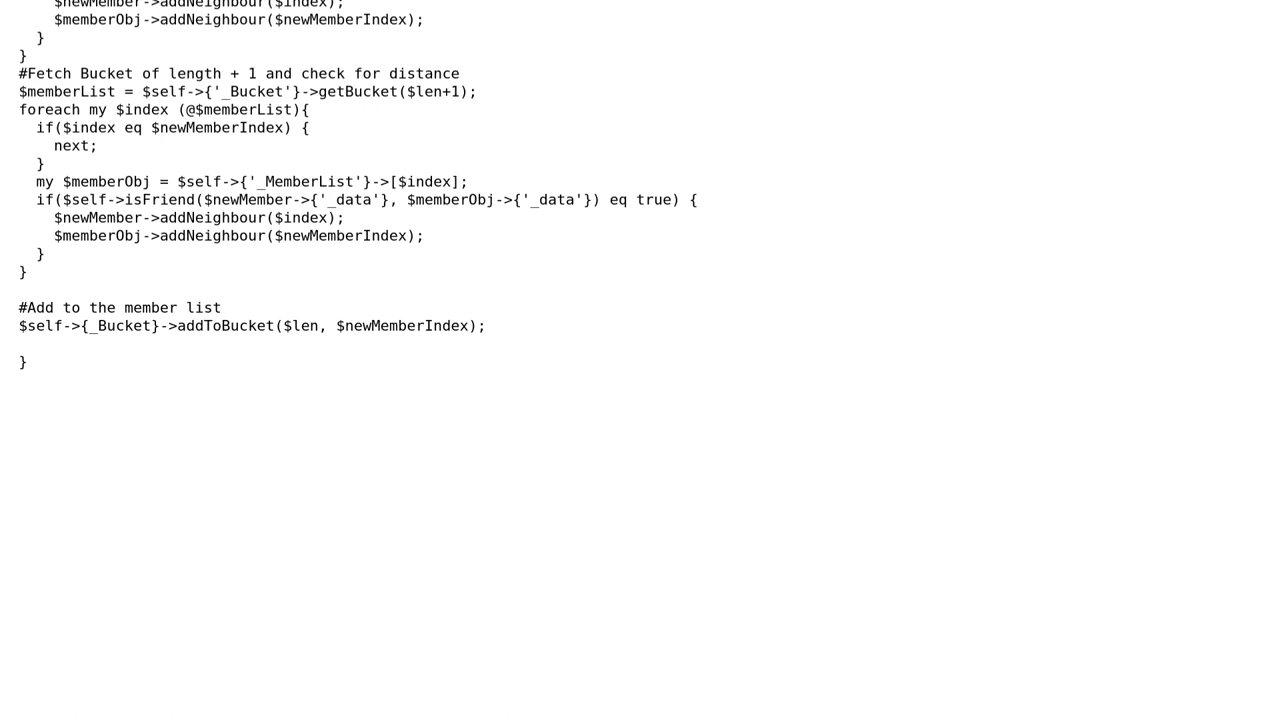 $newMember->addNeighbour($index);
$memberObj->addNeighbour($newMemberIndex);
}
}
#Fetch Bucket of length + 1 and check for distance
$memberList = $self->{'_Bucket'}->getBucket($len+1);
foreach my $index (@$memberList){
if($index eq $newMemberIndex) {
next;
}
my $memberObj = $self->{'_MemberList'}->[$index];
if($self->isFriend($newMember->{'_data'}, $memberObj->{'_data'}) eq true) {
$newMember->addNeighbour($index);
$memberObj->addNeighbour($newMemberIndex);
}
}
#Add to the member list
$self->{_Bucket}->addToBucket($len, $newMemberIndex);
}